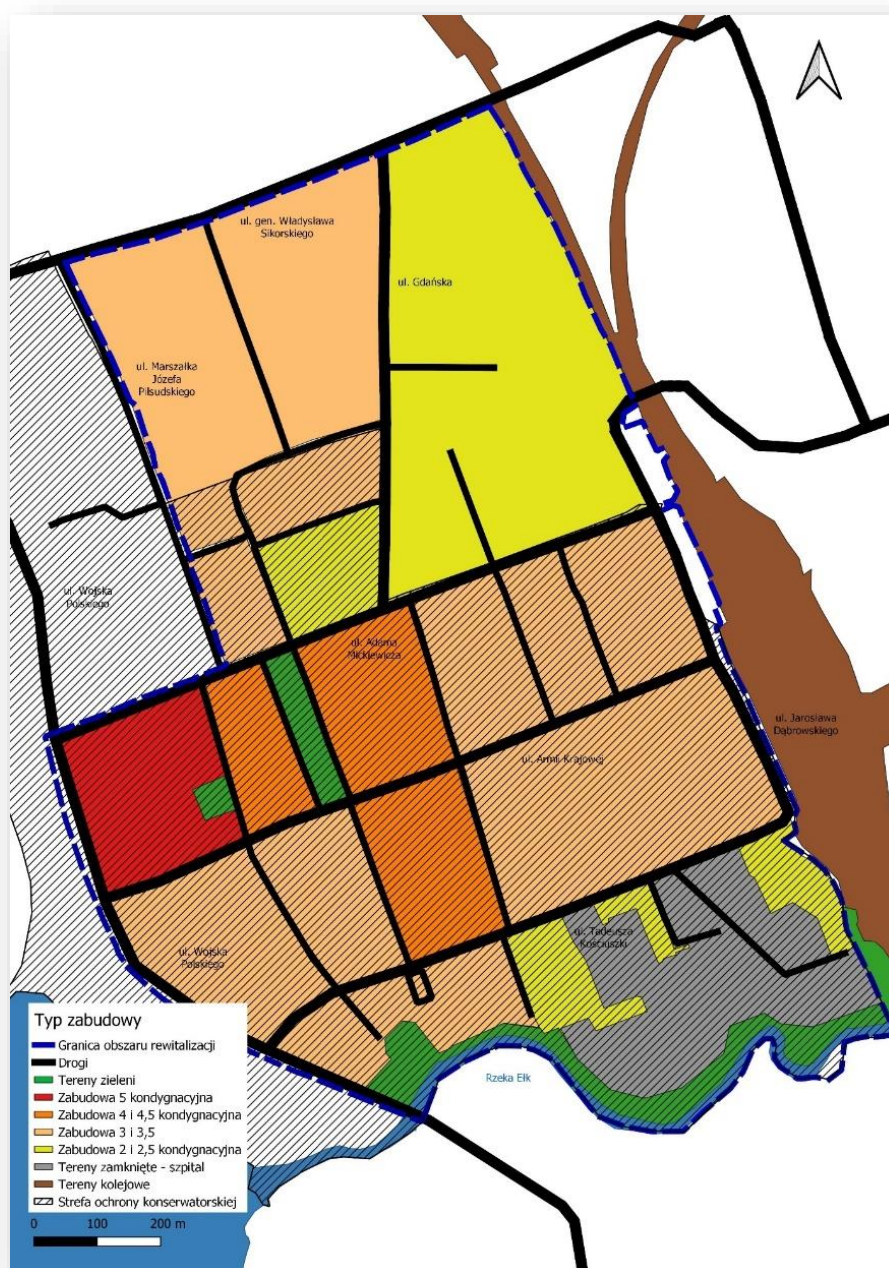 ul. gen. Władysława
Sikorskiego
ul. Gdańska
ul. Marszałka
Józefa
Piłsudskiego
ul. Wojska
Polskiego
ul. Adama
Mickiewicza
ul. Jarosława
Dąbrowskiego
ul. Armii Krajowej
ul. Tadeusza
Kościuszki
ul. Wojska
Polskiego
Rzeka Ełk
Typ zabudowy
Granica obszaru rewitalizacji
Drogi
Tereny zieleni
Zabudowa 5 kondygnacyjna
Zabudowa 4 i 4,5 kondygnacyjna
Zabudowa 3 i 3,5
Zabudowa 2 i 2,5 kondygnacyjna
Tereny zamknięte - szpital
Tereny kolejowe
Strefa ochrony konserwatorskiej
0 100 200 m